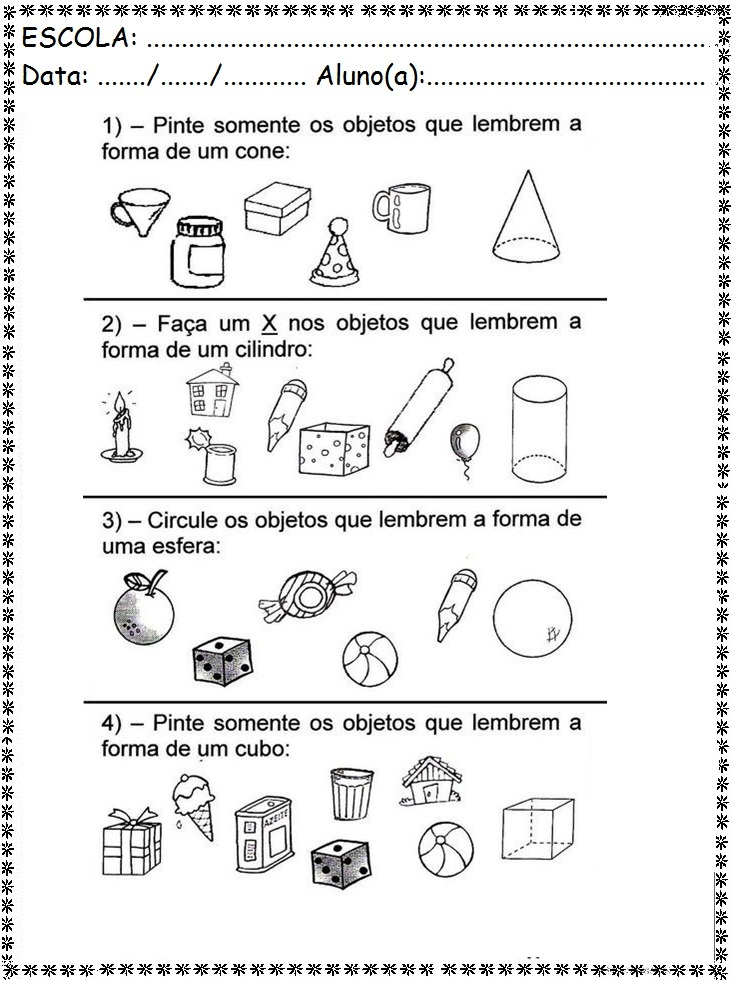 ESCOLA: ...................................................................
Data: ......./....../.......... Aluno(a):.................................
1) – Pinte somente os objetos que lembrem a
forma de um cone:
2) – Faça um X nos objetos que lembrem a
forma de um cilindro:
3) – Circule os objetos que lembrem a forma de
uma esfera:
4) – Pinte somente os objetos que lembrem a
forma de um cubo:
AZEITE